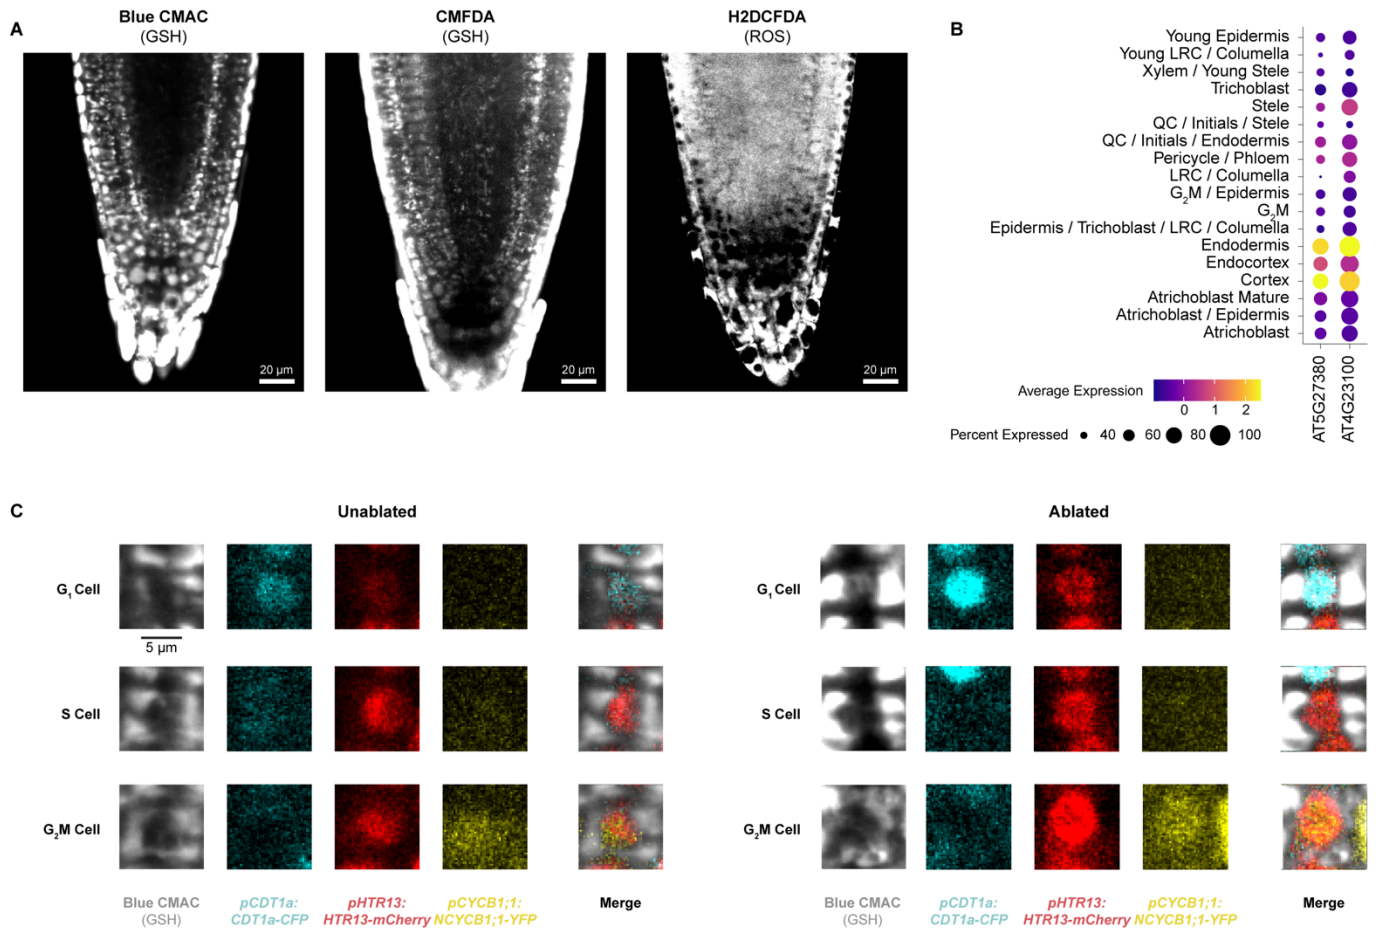 A
Blue CMAC
(GSH)
CMFDA
(GSH)
H2DCFDA
(ROS)
20 µm
20 µm
20 µm
B
Young Epidermis
Young LRC / Columella
Xylem / Young Stele
Trichoblast
Stele
QC / Initials / Stele
QC / Initials / Endodermis
Pericycle / Phloem
LRC / Columella
G2M / Epidermis
G2M
Epidermis / Trichoblast / LRC / Columella
Endodermis
Endocortex
Cortex
Atrichoblast Mature
Atrichoblast / Epidermis
Atrichoblast
AT5G27380
AT4G23100
Average Expression
0 1 2
Percent Expressed 40 60 80 100
C
Unablated
Ablated
G1 Cell
G1 Cell
5 µm
S Cell
S Cell
G2M Cell
G2M Cell
Blue CMAC
(GSH)
pCDT1a:
CDT1a-CFP
pHTR13:
HTR13-mCherry
pCYCB1;1:
NCYCB1;1-YFP
Merge
Blue CMAC
(GSH)
pCDT1a:
CDT1a-CFP
pHTR13:
HTR13-mCherry
pCYCB1;1:
NCYCB1;1-YFP
Merge